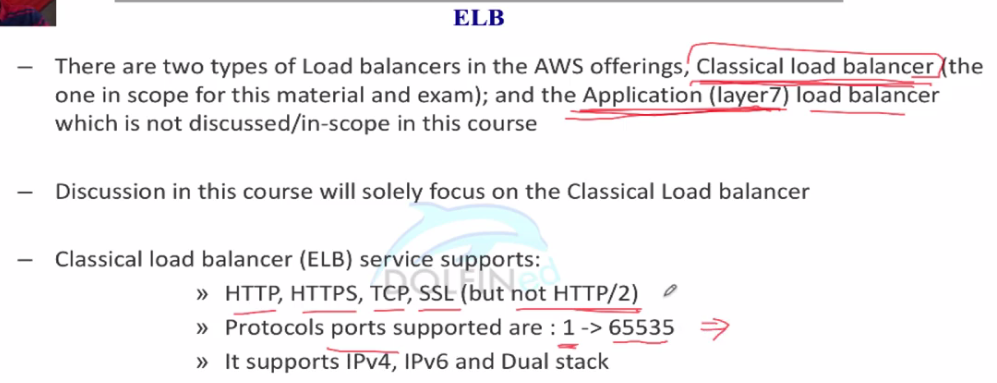 ELB
– There are two types of Load balancers in the AWS offerings, Classical load balancer (the
one in scope for this material and exam); and the Application (layer7) load balancer
which is not discussed/in-scope in this course
– Discussion in this course will solely focus on the Classical Load balancer
– Classical load balancer (ELB) service supports:
DOLFINed
» HTTP, HTTPS, TCP, SSL (but not HTTP/2)
» Protocols ports supported are : 1 -> 65535
» It supports IPv4, IPv6 and Dual stack